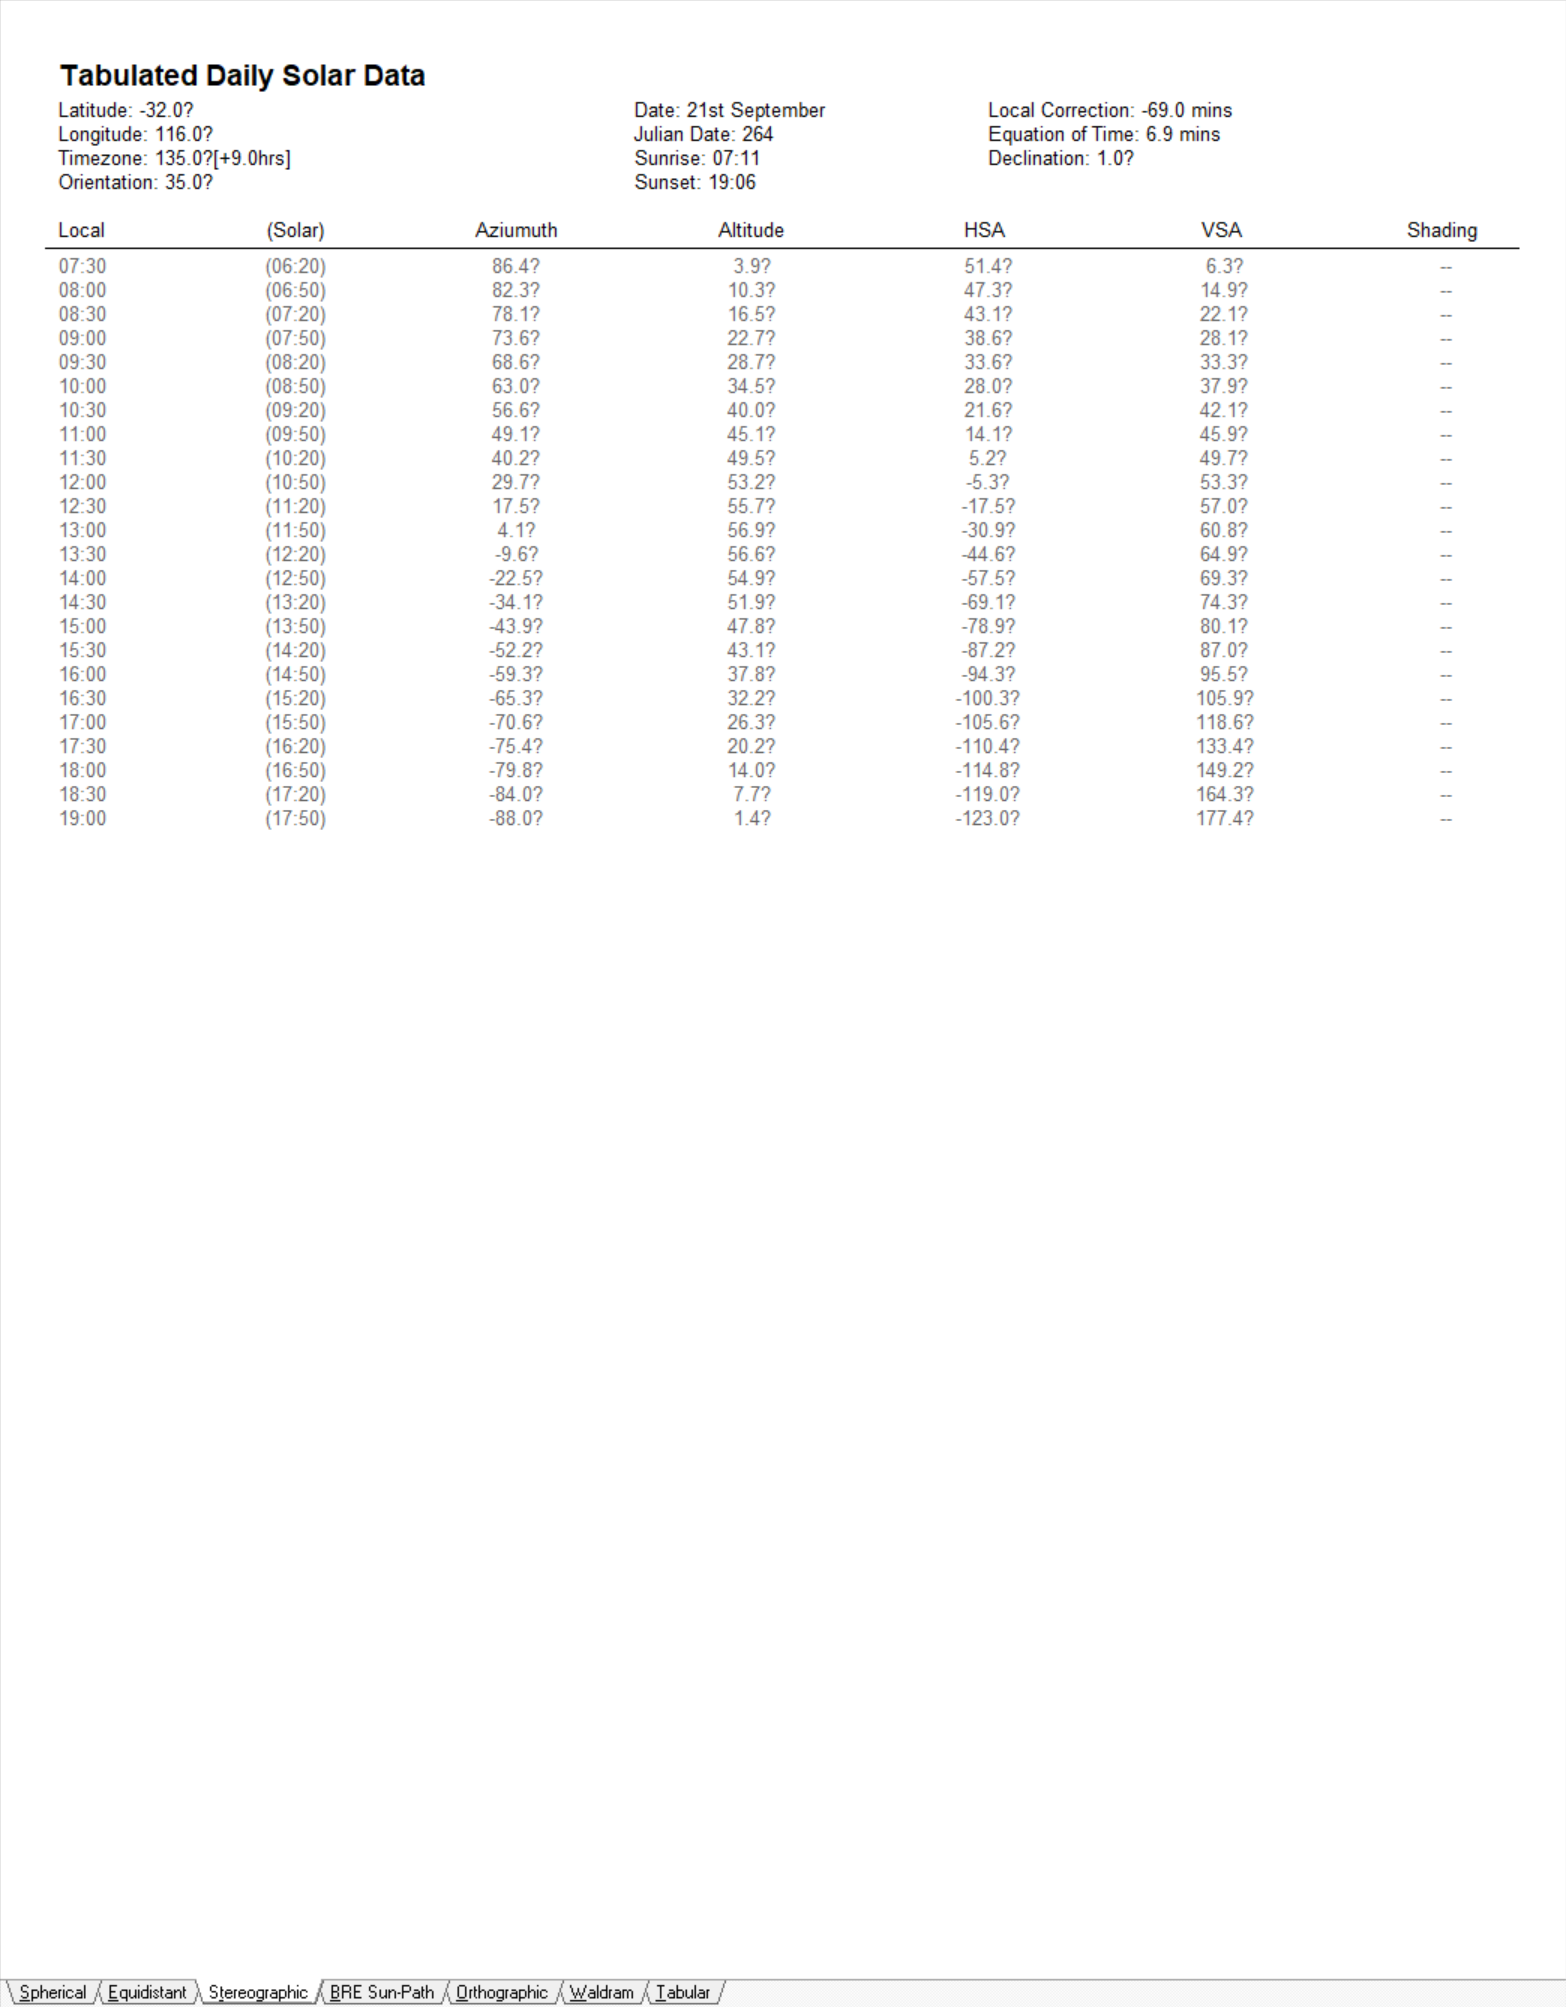 Tabulated Daily Solar Data
Latitude: -32.0? Date: 21st September Local Correction: -69.0 mins
Longitude: 116.0? Julian Date: 264 Equation of Time: 6.9 mins
Timezone: 135.0?[+9.0hrs] Sunrise: 07:11 Declination: 1.0?
Orientation: 35.0? Sunset: 19:06
Local (Solar) Aziumuth Altitude HSA VSA Shading
07:30 (06:20) 86.4? 3.9? 51.4? 6.3? --
08:00 (06:50) 82.3? 10.3? 47.3? 14.9? --
08:30 (07:20) 78.1? 16.5? 43.1? 22.1? --
09:00 (07:50) 73.6? 22.7? 38.6? 28.1? --
09:30 (08:20) 68.6? 28.7? 33.6? 33.3? --
10:00 (08:50) 63.0? 34.5? 28.0? 37.9? --
10:30 (09:20) 56.6? 40.0? 21.6? 42.1? --
11:00 (09:50) 49.1? 45.1? 14.1? 45.9? --
11:30 (10:20) 40.2? 49.5? 5.2? 49.7? --
12:00 (10:50) 29.7? 53.2? -5.3? 53.3? --
12:30 (11:20) 17.5? 55.7? -17.5? 57.0? --
13:00 (11:50) 4.1? 56.9? -30.9? 60.8? --
13:30 (12:20) -9.6? 56.6? -44.6? 64.9? --
14:00 (12:50) -22.5? 54.9? -57.5? 69.3? --
14:30 (13:20) -34.1? 51.9? -69.1? 74.3? --
15:00 (13:50) -43.9? 47.8? -78.9? 80.1? --
15:30 (14:20) -52.2? 43.1? -87.2? 87.0? --
16:00 (14:50) -59.3? 37.8? -94.3? 95.5? --
16:30 (15:20) -65.3? 32.2? -100.3? 105.9? --
17:00 (15:50) -70.6? 26.3? -105.6? 118.6? --
17:30 (16:20) -75.4? 20.2? -110.4? 133.4? --
18:00 (16:50) -79.8? 14.0? -114.8? 149.2? --
18:30 (17:20) -84.0? 7.7? -119.0? 164.3? --
19:00 (17:50) -88.0? 1.4? -123.0? 177.4? --
Spherical Equidistant Stereographic BRE Sun-Path Orthographic Waldram Tabular